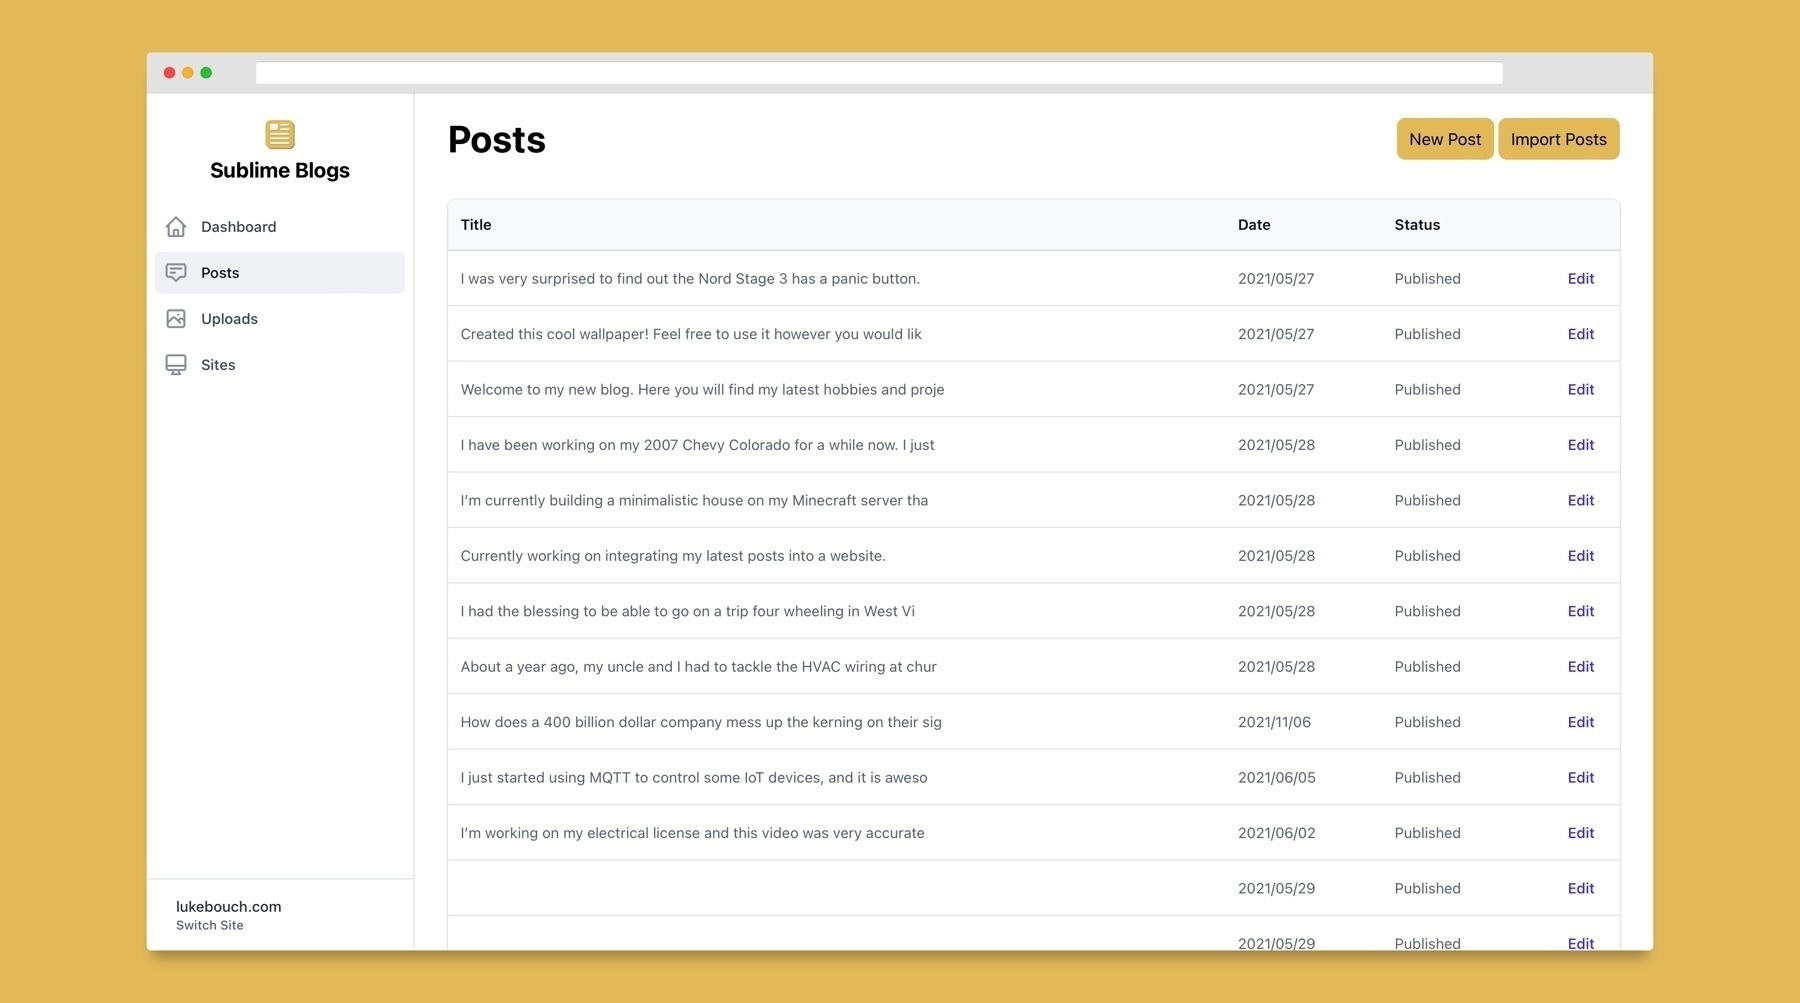 Sublime Blogs
Dashboard
Posts
Uploads
Sites
lukebouch.com
Switch Site
Posts
New Post Import Posts
Title Date Status
I was very surprised to find out the Nord Stage 3 has a panic button. 2021/05/27 Published Edit
Created this cool wallpaper! Feel free to use it however you would lik 2021/05/27 Published Edit
Welcome to my new blog. Here you will find my latest hobbies and proje 2021/05/27 Published Edit
I have been working on my 2007 Chevy Colorado for a while now. I just 2021/05/28 Published Edit
I’m currently building a minimalistic house on my Minecraft server tha 2021/05/28 Published Edit
Currently working on integrating my latest posts into a website. 2021/05/28 Published Edit
I had the blessing to be able to go on a trip four wheeling in West Vi 2021/05/28 Published Edit
About a year ago, my uncle and I had to tackle the HVAC wiring at chur 2021/05/28 Published Edit
How does a 400 billion dollar company mess up the kerning on their sig 2021/11/06 Published Edit
I just started using MQTT to control some IoT devices, and it is aweso 2021/06/05 Published Edit
I’m working on my electrical license and this video was very accurate 2021/06/02 Published Edit
2021/05/29 Published Edit
2021/05/29 Published Edit